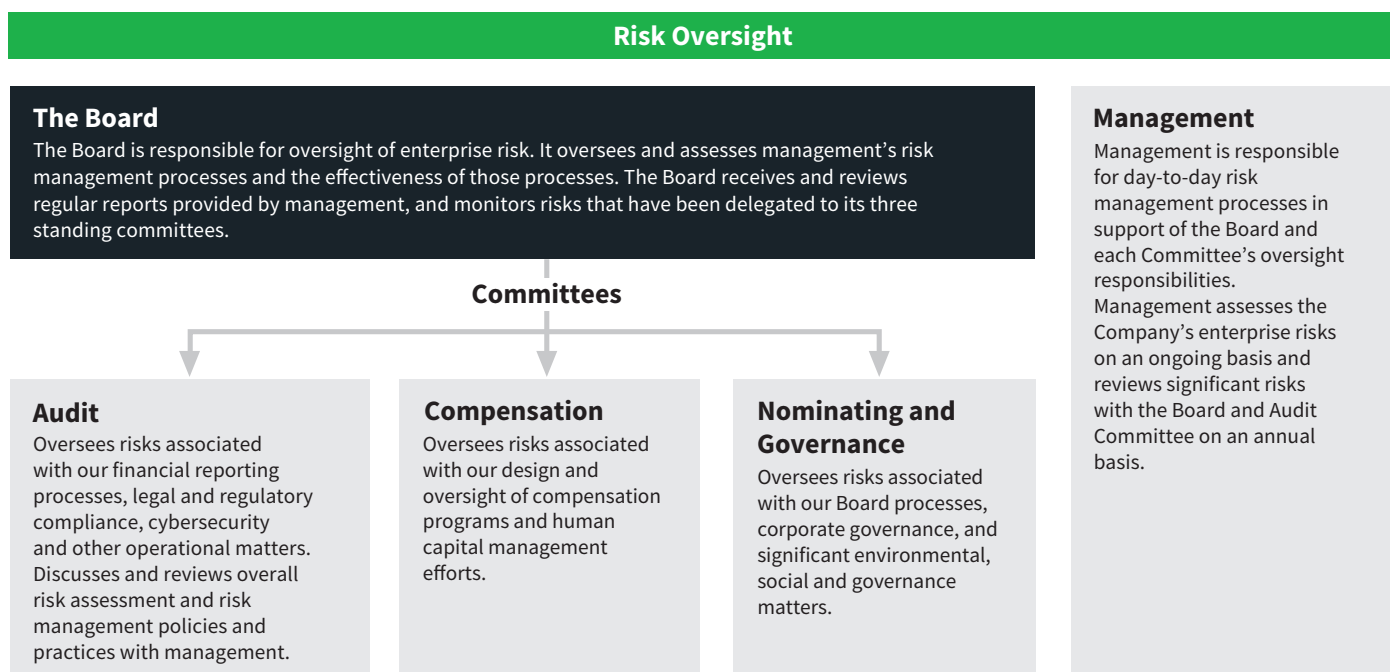 Risk Oversight
The Board
The Board is responsible for oversight of enterprise risk. It oversees and assesses management’s risk
management processes and the effectiveness of those processes. The Board receives and reviews
regular reports provided by management, and monitors risks that have been delegated to its three
standing committees.
Committees
Audit
Oversees risks associated
with our financial reporting
processes, legal and regulatory
compliance, cybersecurity
and other operational matters.
Discusses and reviews overall
risk assessment and risk
management policies and
practices with management.
Compensation
Oversees risks associated
with our design and
oversight of compensation
programs and human
capital management
efforts.
Nominating and
Governance
Oversees risks associated
with our Board processes,
corporate governance, and
significant environmental,
social and governance
matters.
Management
Management is responsible
for day-to-day risk
management processes in
support of the Board and
each Committee’s oversight
responsibilities.
Management assesses the
Company’s enterprise risks
on an ongoing basis and
reviews significant risks
with the Board and Audit
Committee on an annual
basis.